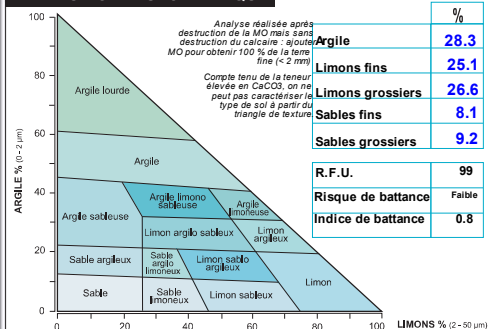 %
Analyse réalisée après
destruction de la MO mais sans
destruction du calcaire : ajouter
MO pour obtenir 100 % de la terre
fine (< 2 mm)
Compte tenu de la teneur
élevée en CaCO3, on ne
peut pas caractériser le
type de sol à partir du
triangle de texture.
Argile 28.3
Limons fins 25.1
Limons grossiers 26.6
Sables fins 8.1
Sables grossiers 9.2
R.F.U. 99
Risque de battance Faible
Indice de battance 0.8
ARGILE % (0 - 2 µm)
100
80
60
40
20
0
Argile lourde
Argile
Argile sableuse
Argile limono
sableuse
Argile
limoneuse
Limon argilo sableux
Limon
argileux
Sable argileux
Sable
argilo
limoneux
Limon sablo
argileux
Limon
Sable
Sable
limoneux
Limon sableux
0 20 40 60 80 100
LIMONS % (2 - 50 µm)